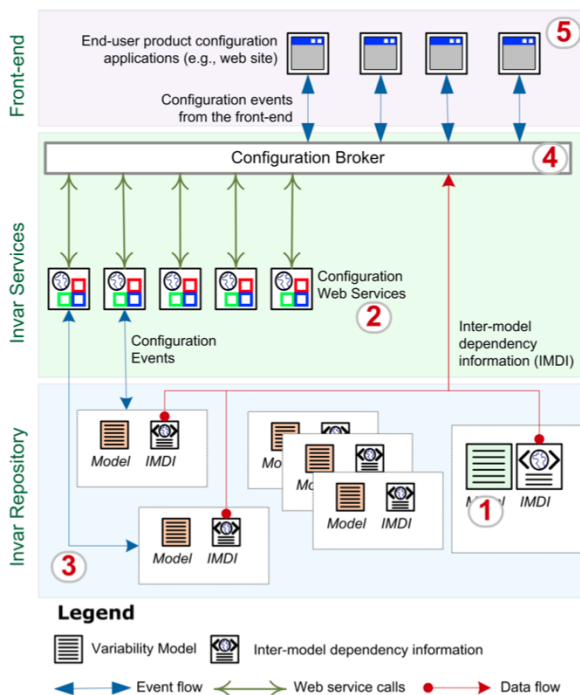 Front-end
End-user product configuration
applications (e.g., web site)
5
Configuration events
from the front-end
Configuration Broker
4
Invar Services
Configuration
Web Services
2
Configuration
Events
Inter-model
dependency
information (IMDI)
Invar Repository
Model IMDI
Mo
Mo
Model IMDI
IMDI
1
Model IMDI
3
Legend
Variability Model
Inter-model dependency information
Event flow
Web service calls
Data flow